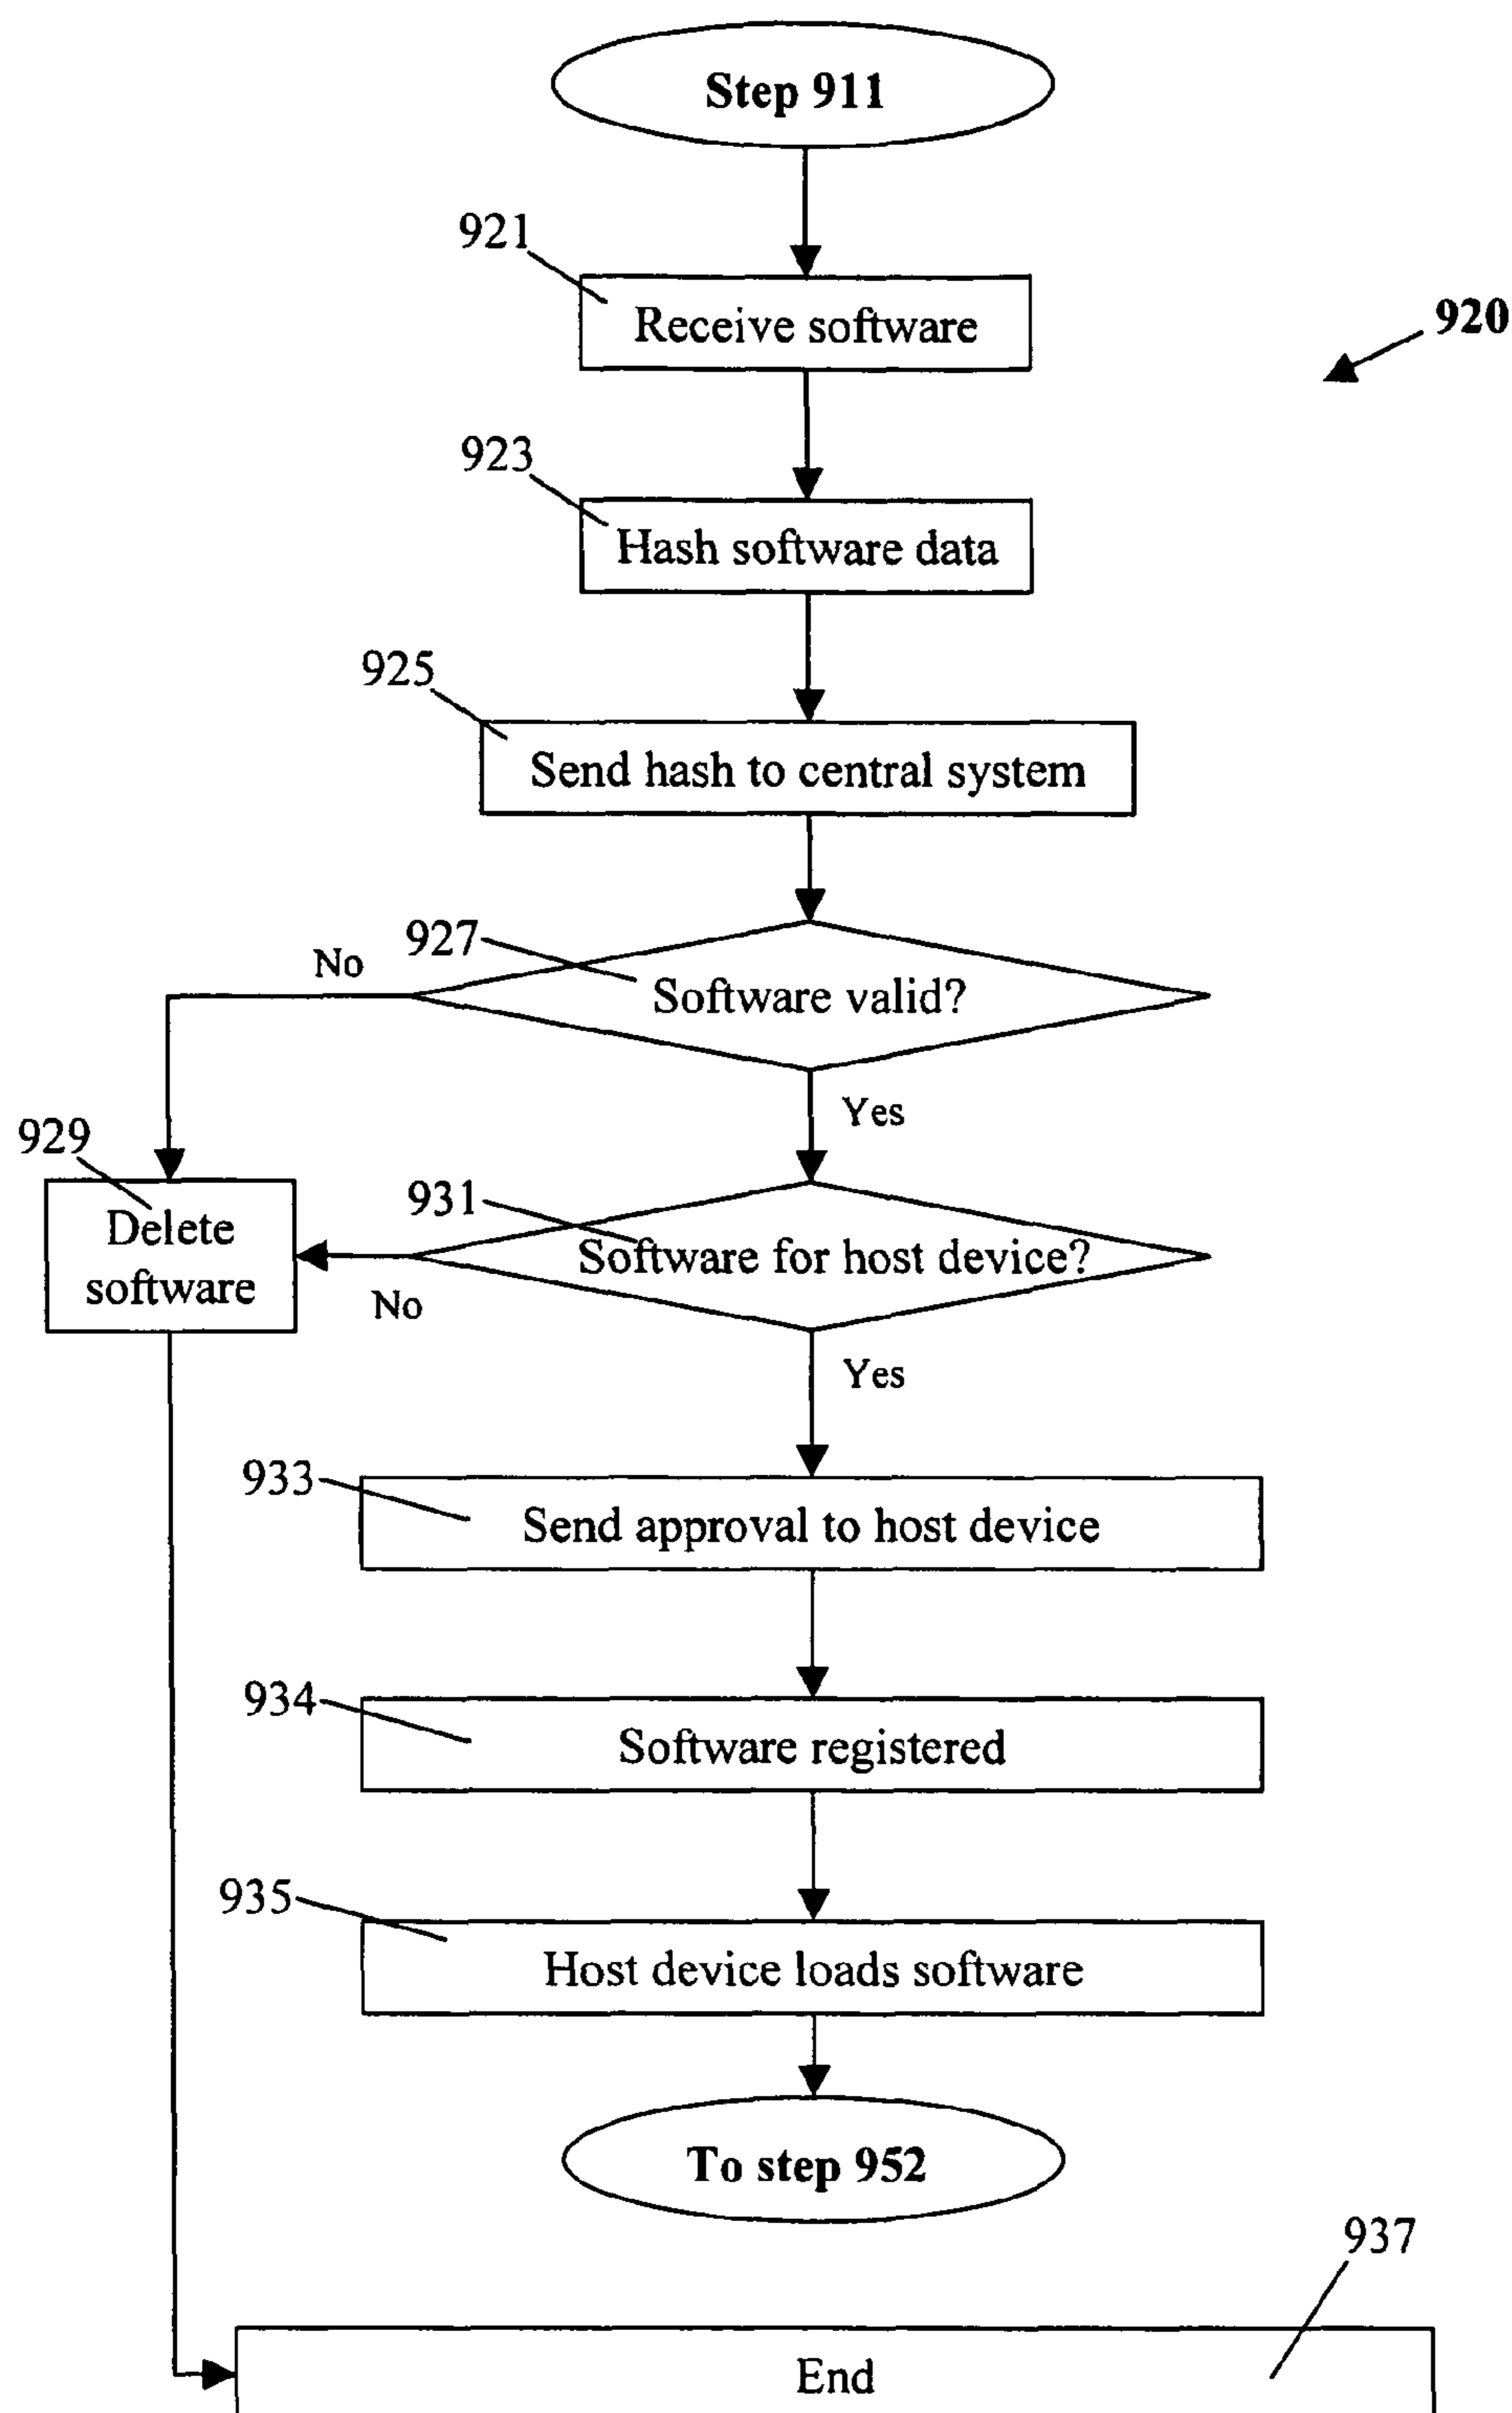 Step 911
921
Receive software
920
923
Hash software data
925
Send hash to central system
927
No
Software valid?
Yes
929
Delete
software
931
Software for host device?
No
Yes
933
Send approval to host device
934
Software registered
935
Host device loads software
To step 952
937
End